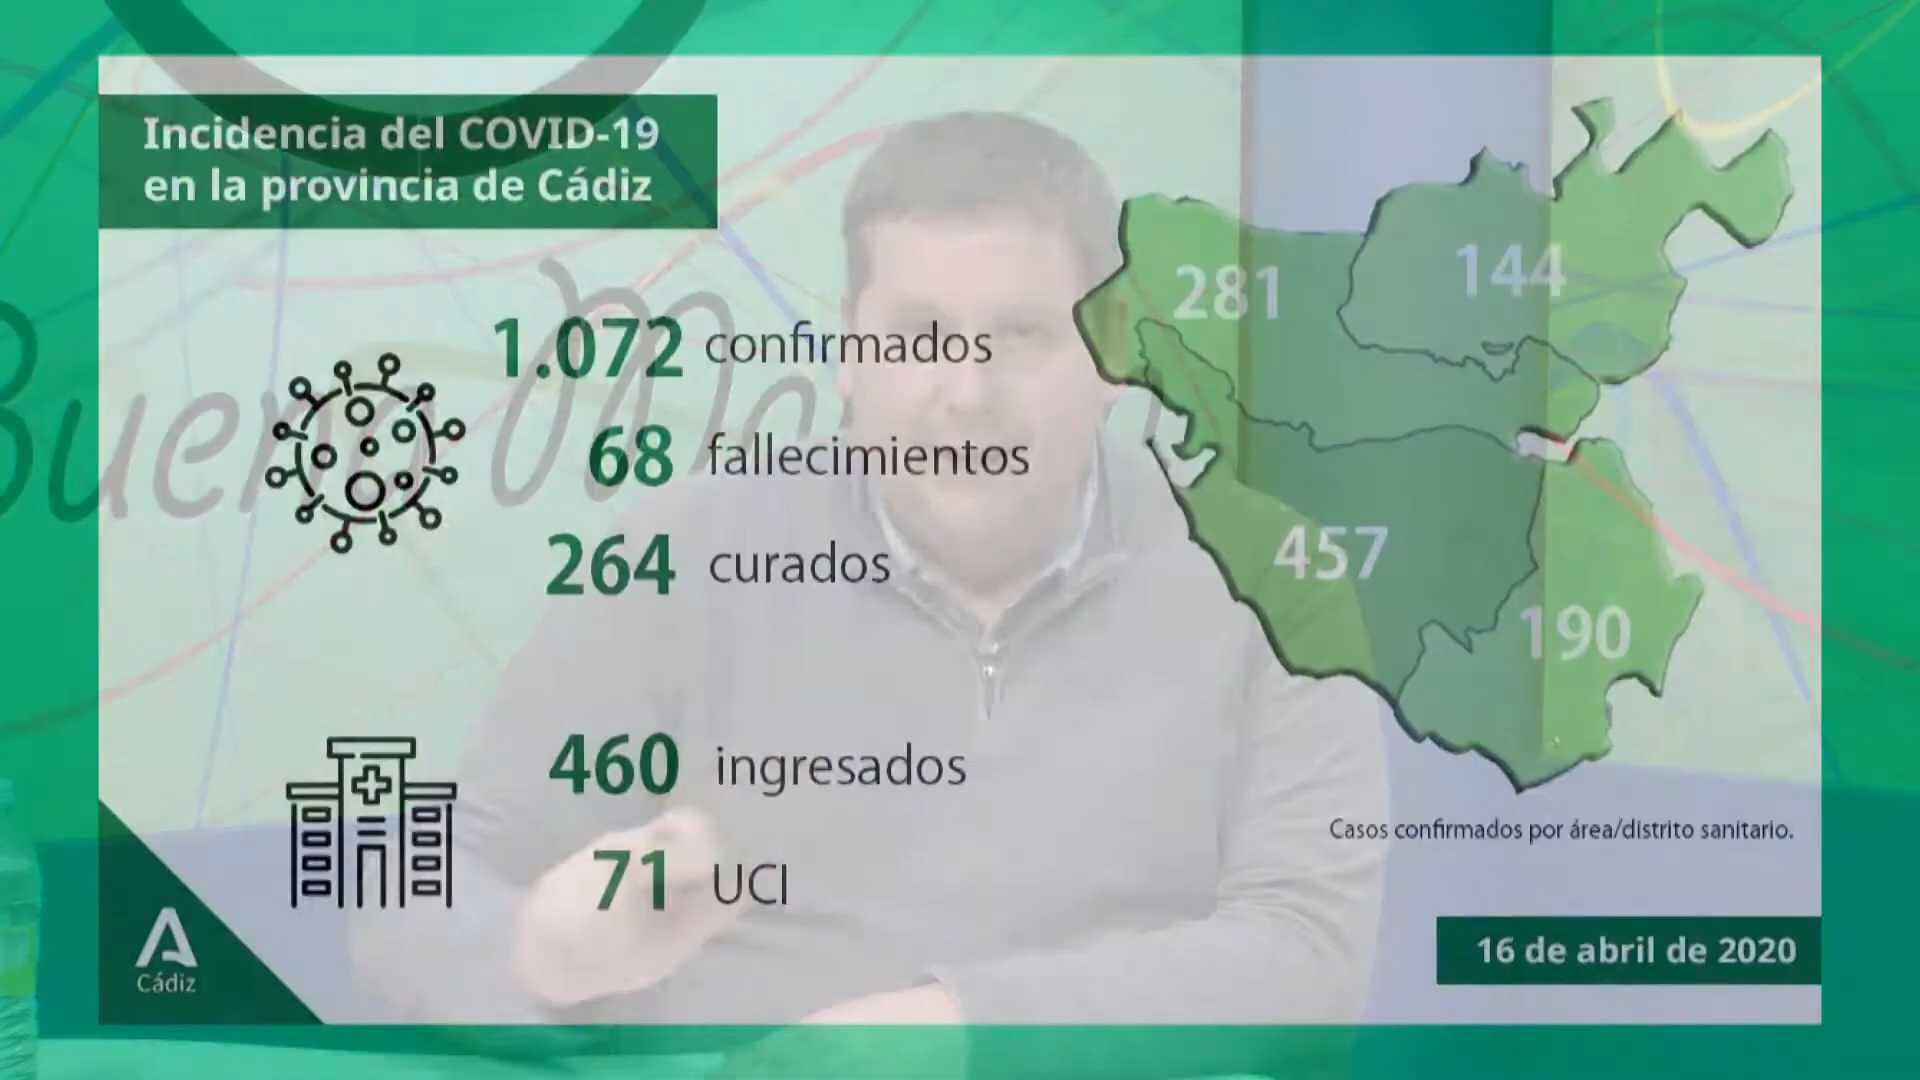 Incidencia del COVID-19
en la provincia de Cádiz
1.072 confirmados
68 fallecimientos
264 curados
460 ingresados
71 UCI
281
144
457
190
Casos confirmados por área/distrito sanitario.
16 de abril de 2020
Cádiz
Bueno